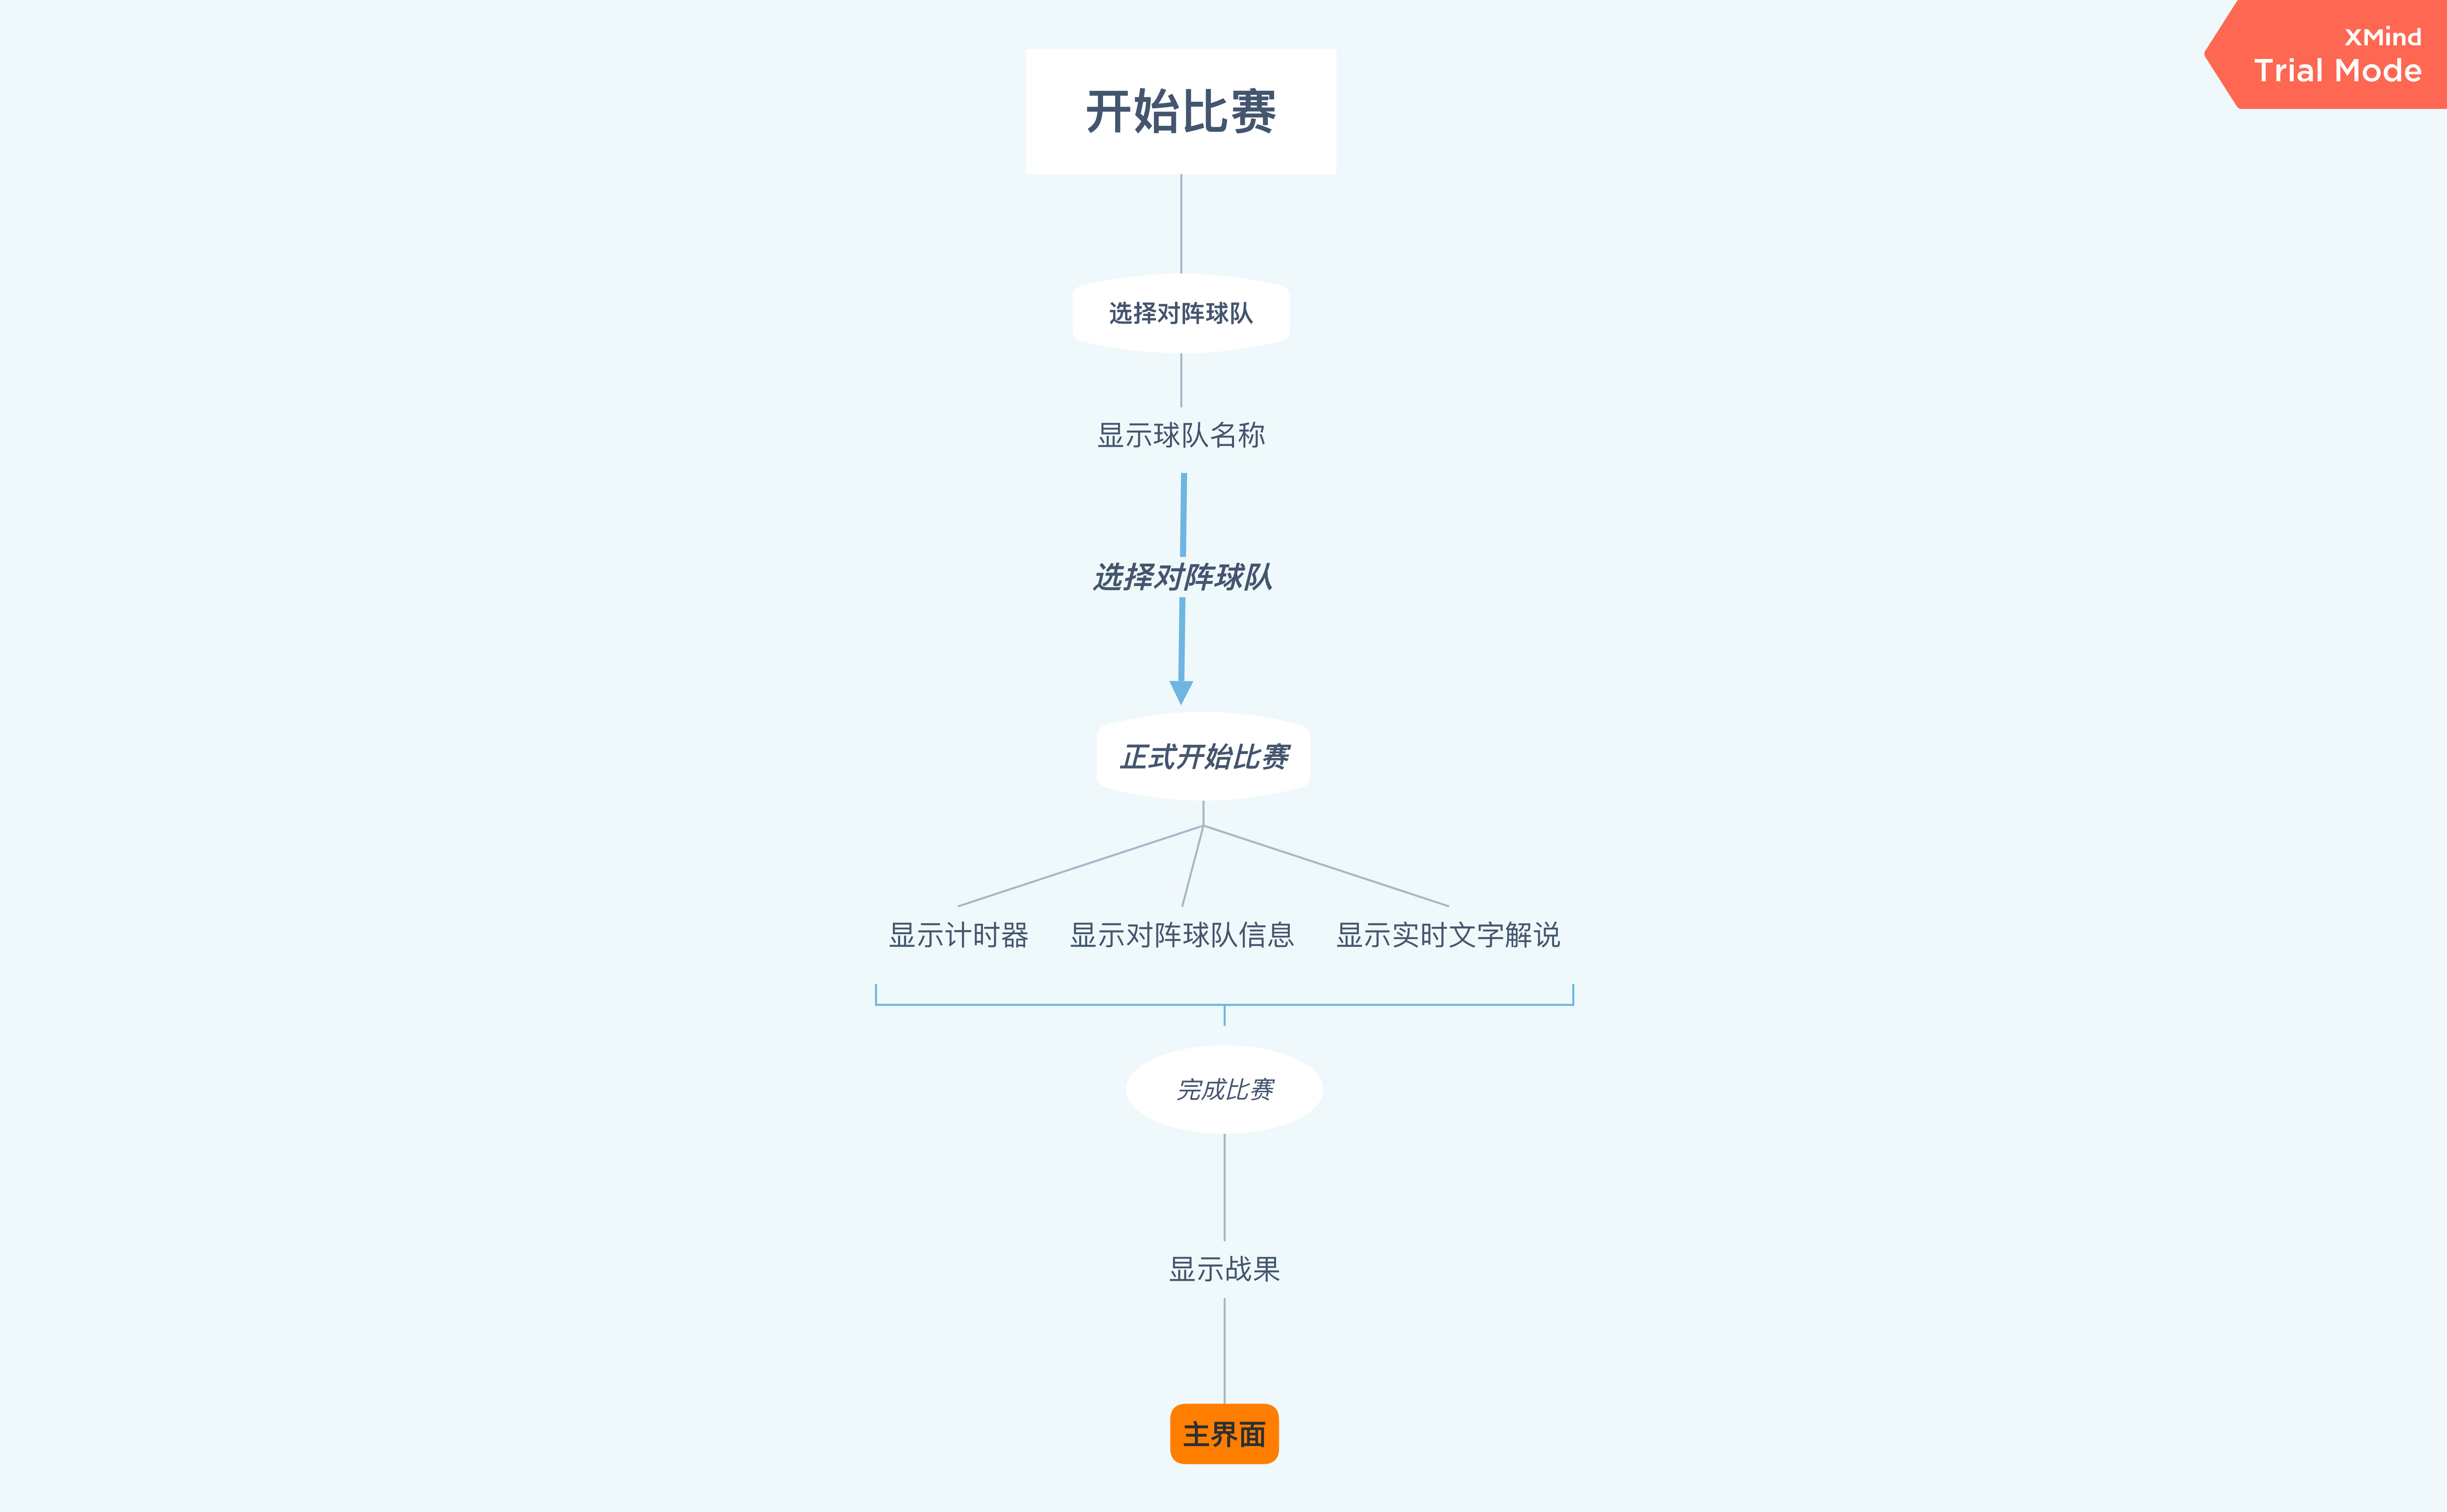 XMind
Trial Mode
开始比赛
选择对阵球队
显示球队名称
选择对阵球队
正式开始比赛
显示计时器
显示对阵球队信息
显示实时文字解说
完成比赛
显示战果
主界面